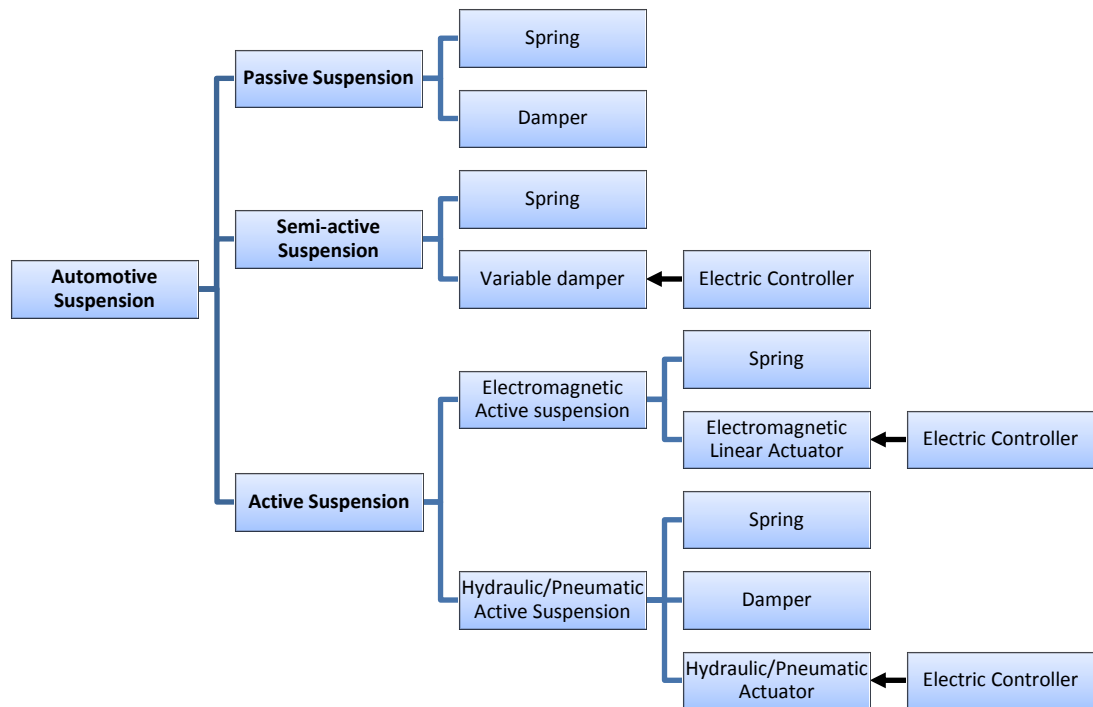 Spring
Passive Suspension
Damper
Spring
Semi-active
Suspension
Variable damper
Electric Controller
Automotive
Suspension
Spring
Electromagnetic
Active suspension
Electromagnetic
Linear Actuator
Electric Controller
Active Suspension
Spring
Hydraulic/Pneumatic
Active Suspension
Damper
Hydraulic/Pneumatic
Actuator
Electric Controller